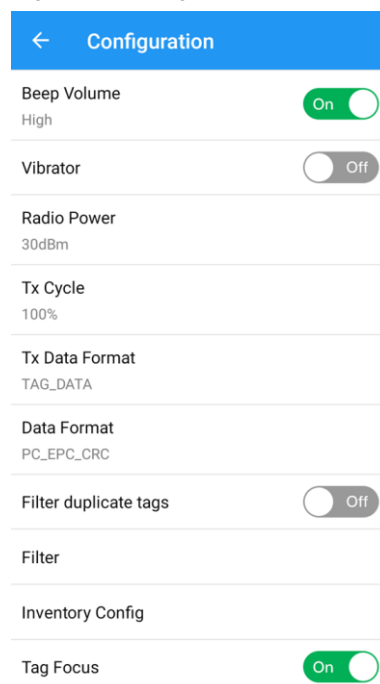 Configuration
Beep Volume
High
On
Vibrator
Off
Radio Power
30dBm
Tx Cycle
100%
Tx Data Format
TAG_DATA
Data Format
PC_EPC_CRC
Filter duplicate tags
Off
Filter
Inventory Config
Tag Focus
On